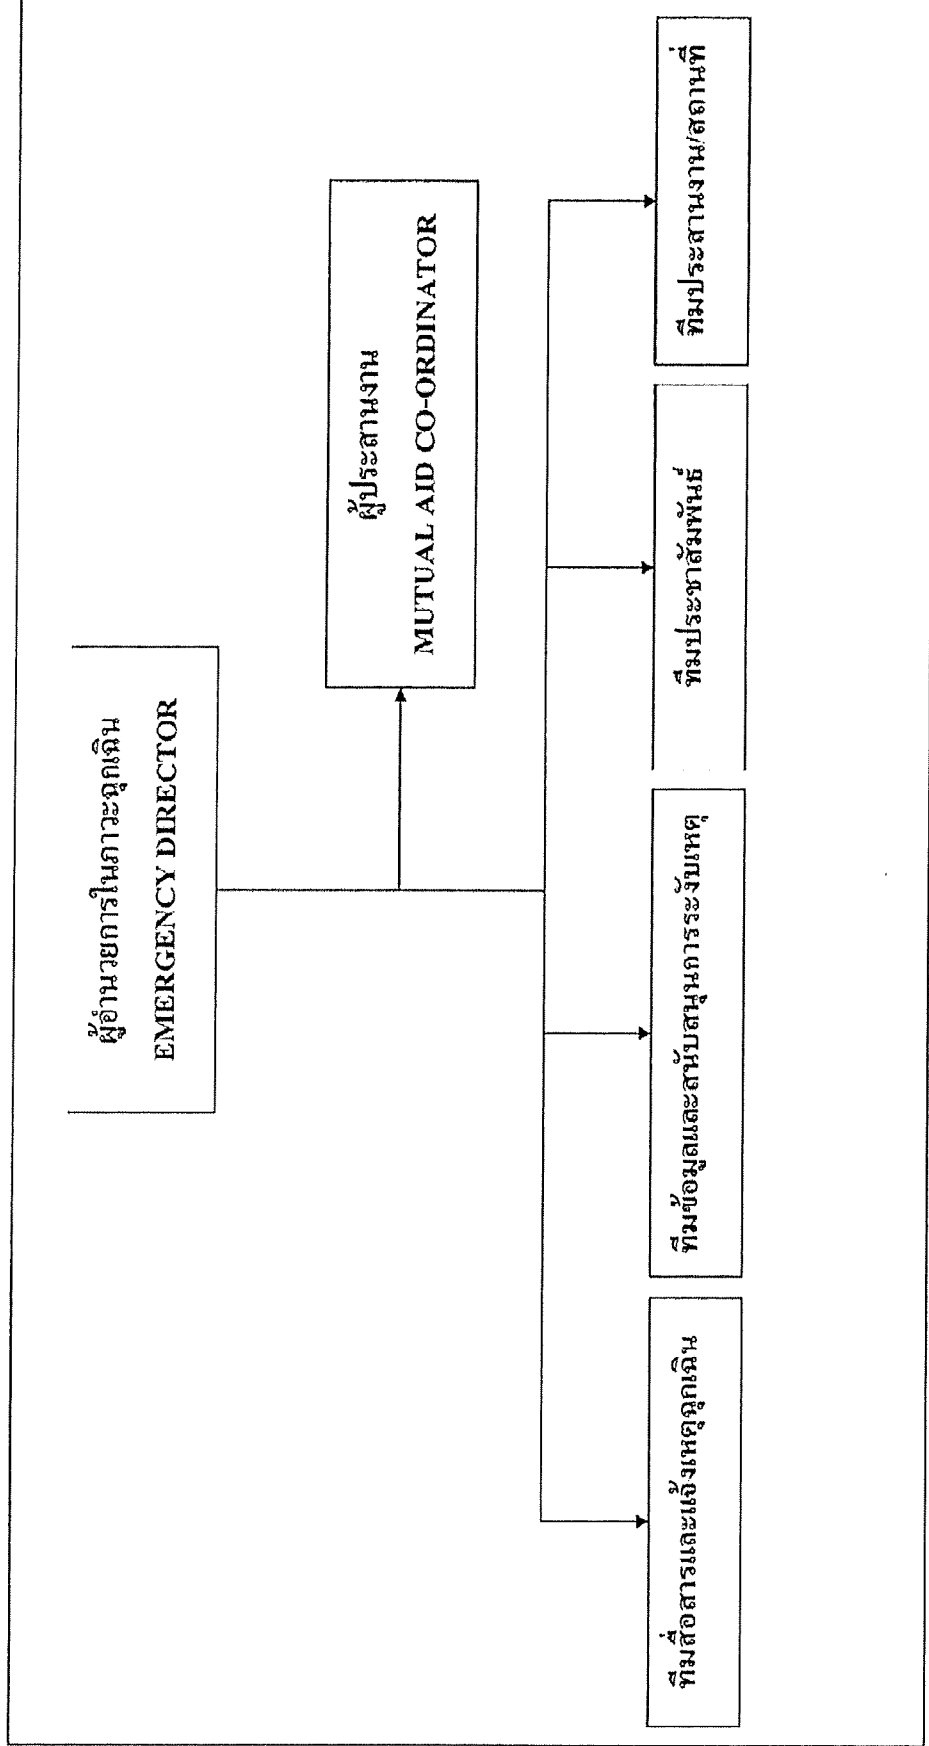 ผู้อำนวยการในภาวะฉุกเฉิน
EMERGENCY DIRECTOR
ผู้ประสานงาน
MUTUAL AID CO-ORDINATOR
ทีมสื่อสารและแจ้งเหตุฉุกเฉิน
ทีมข้อมูลและสนับสนุนการระงับเหตุ
ทีมประชาสัมพันธ์
ทีมประสานงาน/สถานที่